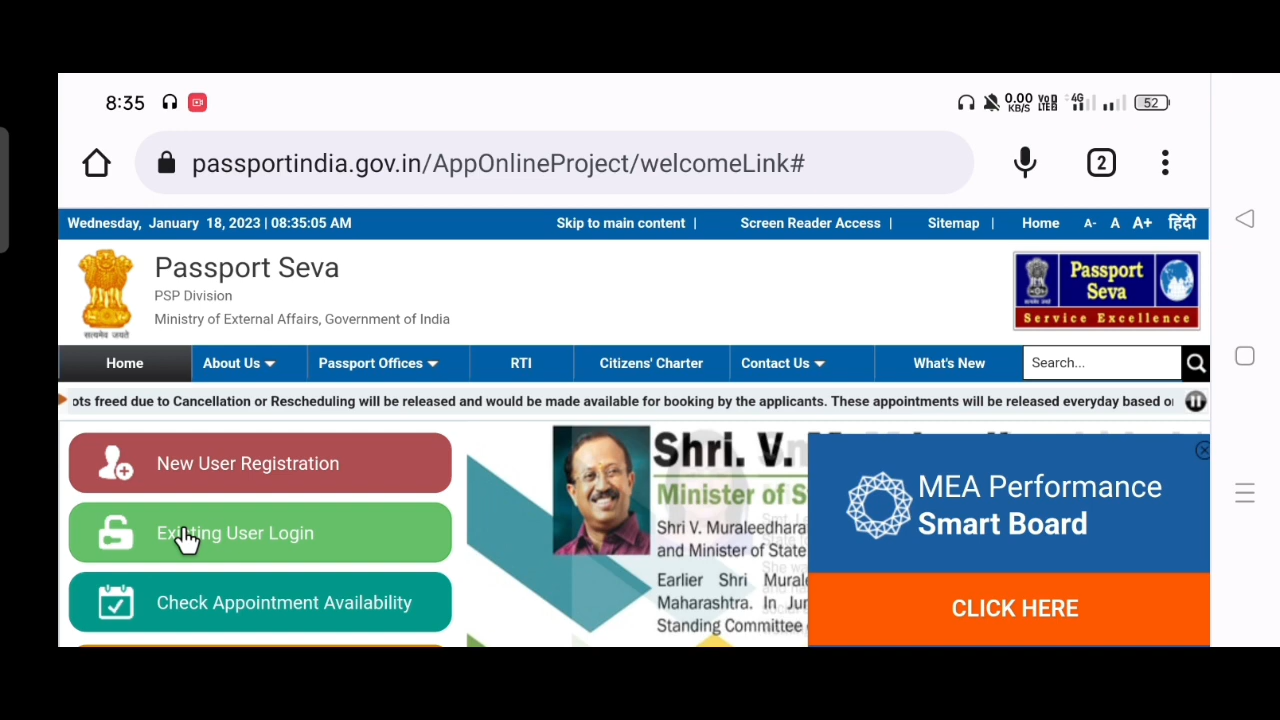 8:35 0.00 KB/S Vo LTE 4G 52
passportindia.gov.in/AppOnlineProject/welcomeLink# 2
Wednesday, January 18, 2023 | 08:35:05 AM Skip to main content | Screen Reader Access | Sitemap | Home A- A A+ हिंदी
Passport Seva
PSP Division
Ministry of External Affairs, Government of India
सत्यमेव जयते
Passport
Seva
Service Excellence
Home About Us Passport Offices RTI Citizens' Charter Contact Us What's New Search...
ots freed due to Cancellation or Rescheduling will be released and would be made available for booking by the applicants. These appointments will be released everyday based o
New User Registration
Existing User Login
Check Appointment Availability
Shri. V.
Minister of S
Shri V. Muraleedhara
and Minister of State
Earlier Shri Murale
Maharashtra. In Jur
Standing Committee
MEA Performance
Smart Board
CLICK HERE